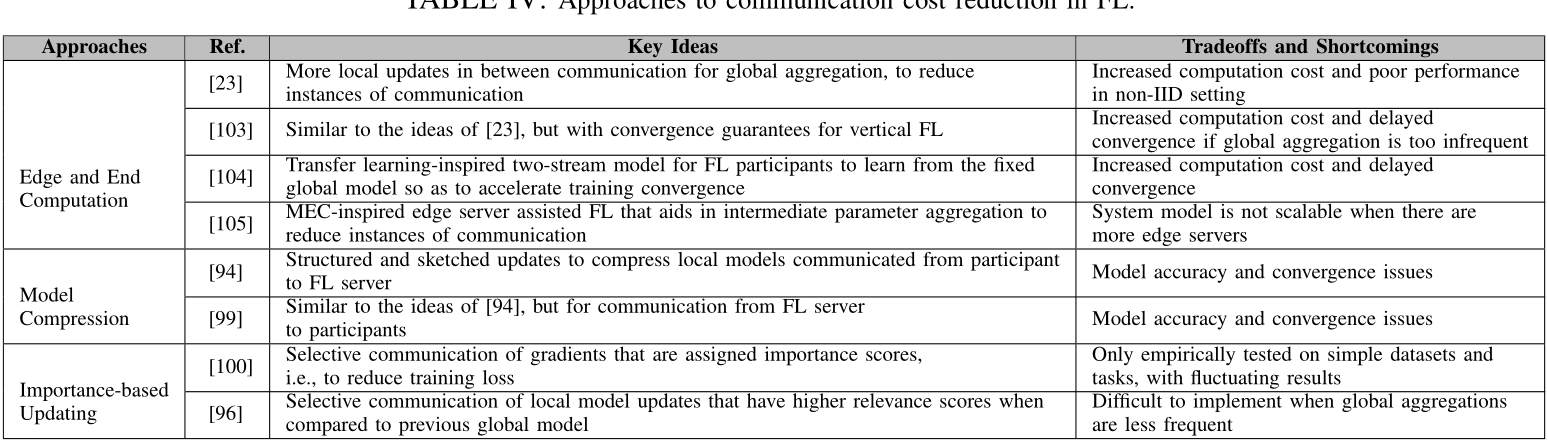 TABLE IV: Approaches to communication cost reduction in FL.
Approaches Ref. Key Ideas Tradeoffs and Shortcomings
Edge and End
Computation
[23]
More local updates in between communication for global aggregation, to reduce
instances of communication
Increased computation cost and poor performance
in non-IID setting
[103]
Similar to the ideas of [23], but with convergence guarantees for vertical FL
Increased computation cost and delayed
convergence if global aggregation is too infrequent
[104]
Transfer learning-inspired two-stream model for FL participants to learn from the fixed
global model so as to accelerate training convergence
Increased computation cost and delayed
convergence
[105]
MEC-inspired edge server assisted FL that aids in intermediate parameter aggregation to
reduce instances of communication
System model is not scalable when there are
more edge servers
Model
Compression
[94]
Structured and sketched updates to compress local models communicated from participant
to FL server
Model accuracy and convergence issues
[99]
Similar to the ideas of [94], but for communication from FL server
to participants
Model accuracy and convergence issues
Importance-based
Updating
[100]
Selective communication of gradients that are assigned importance scores,
i.e., to reduce training loss
Only empirically tested on simple datasets and
tasks, with fluctuating results
[96]
Selective communication of local model updates that have higher relevance scores when
compared to previous global model
Difficult to implement when global aggregations
are less frequent